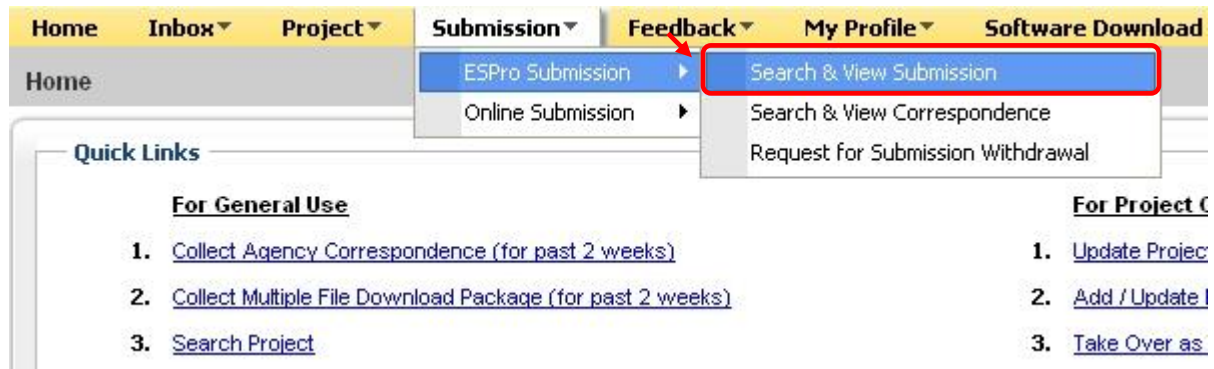 Home Inbox Project Submission Feedback My Profile Software Download
Home
ESPro Submission
Online Submission
Search & View Submission
Search & View Correspondence
Request for Submission Withdrawal
Quick Links
For General Use
1. Collect Agency Correspondence (for past 2 weeks)
2. Collect Multiple File Download Package (for past 2 weeks)
3. Search Project
For Project
1. Update Project
2. Add / Update
3. Take Over as